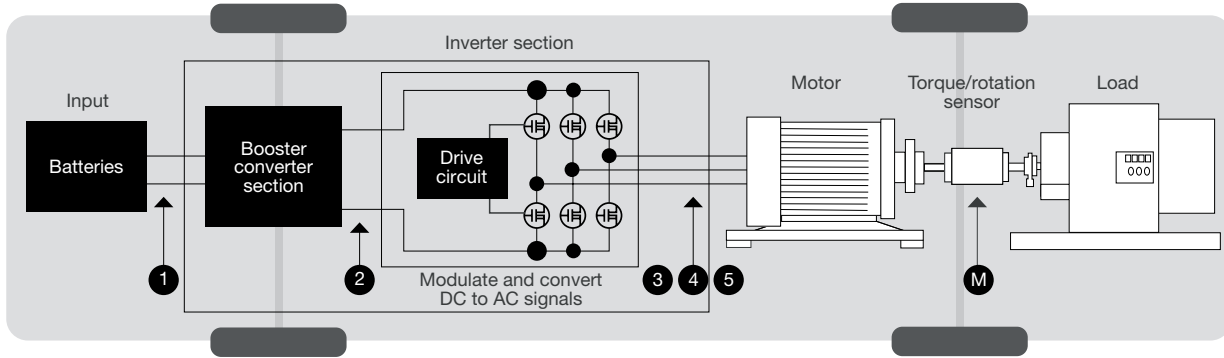 Inverter section
Input
Batteries
Booster
converter
section
Drive
circuit
Modulate and convert
DC to AC signals
Motor
Torque/rotation
sensor
Load
1
2
3
4
5
M